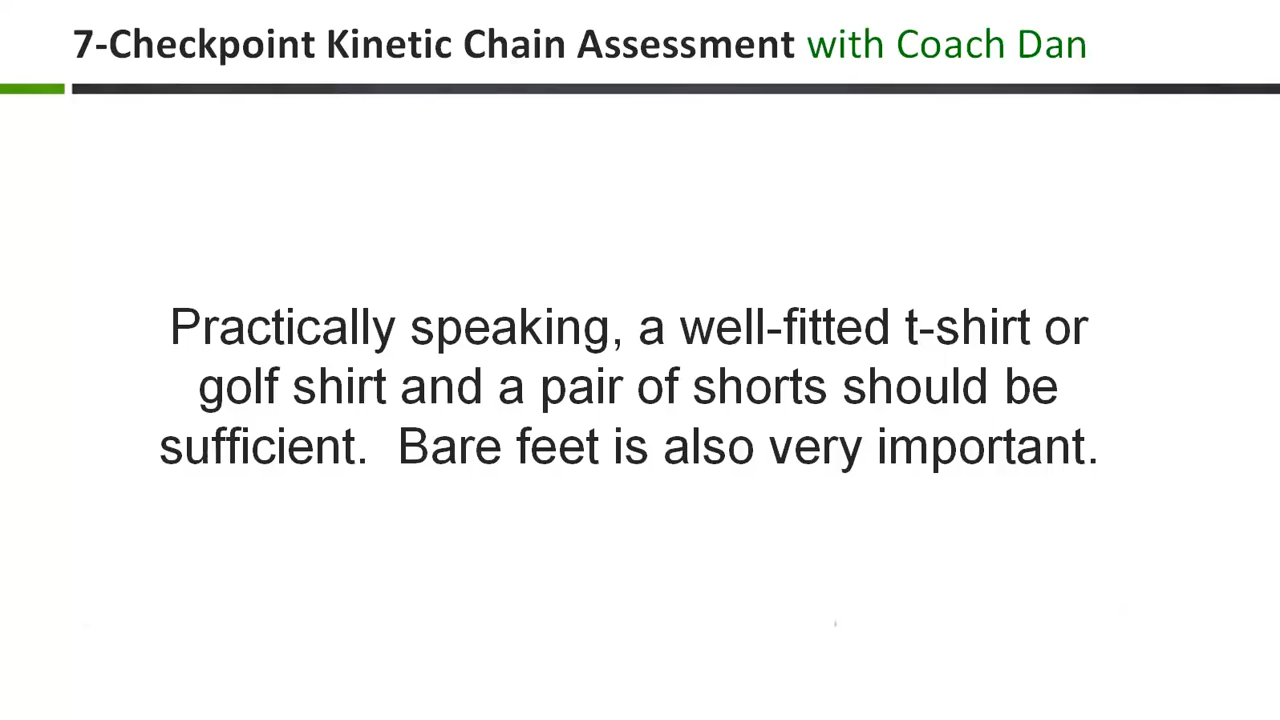 7-Checkpoint Kinetic Chain Assessment with Coach Dan
Practically speaking, a well-fitted t-shirt or
golf shirt and a pair of shorts should be
sufficient.  Bare feet is also very important.